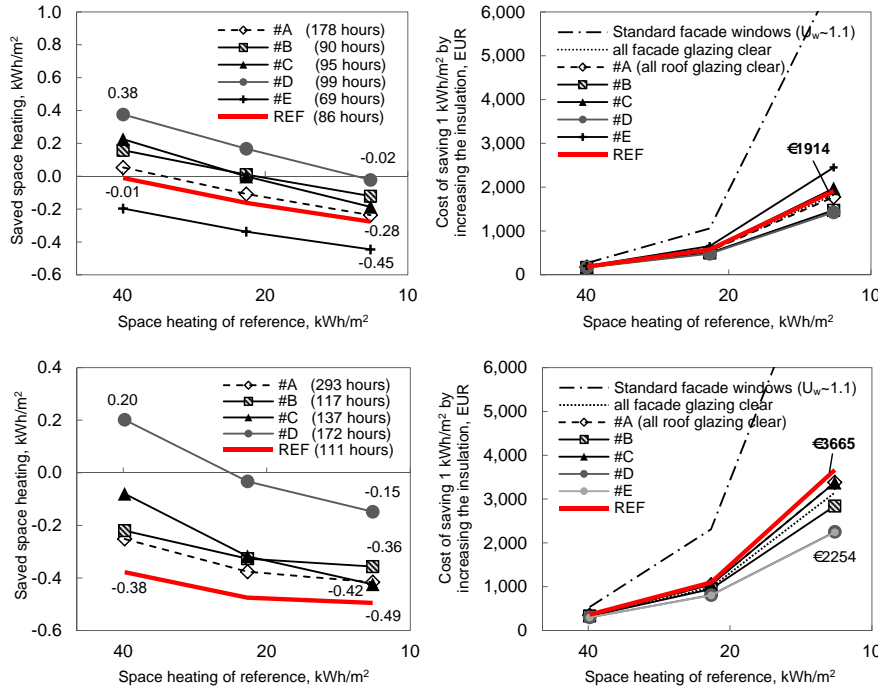 Saved space heating, kWh/m²
1.0
0.8
0.6
0.4
0.2
0.0
-0.2
-0.4
-0.6
#A (178 hours)
#B (90 hours)
#C (95 hours)
#D (99 hours)
#E (69 hours)
REF (86 hours)
0.38
-0.02
-0.01
-0.28
-0.45
40 20 10
Space heating of reference, kWh/m²
Cost of saving 1 kWh/m² by
increasing the insulation, EUR
6,000
5,000
4,000
3,000
2,000
1,000
0
Standard facade windows (Uw~1.1)
all facade glazing clear
#A (all roof glazing clear)
#B
#C
#D
#E
REF
€1914
40 20 10
Space heating of reference, kWh/m²
Saved space heating, kWh/m²
0.4
0.2
0.0
-0.2
-0.4
-0.6
#A (293 hours)
#B (117 hours)
#C (137 hours)
#D (172 hours)
REF (111 hours)
0.20
-0.15
-0.36
-0.38
-0.42
-0.49
40 20 10
Space heating of reference, kWh/m²
Cost of saving 1 kWh/m² by
increasing the insulation, EUR
6,000
5,000
4,000
3,000
2,000
1,000
0
Standard facade windows (Uw~1.1)
all facade glazing clear
#A (all roof glazing clear)
#B
#C
#D
#E
REF
€3665
€2254
40 20 10
Space heating of reference, kWh/m²